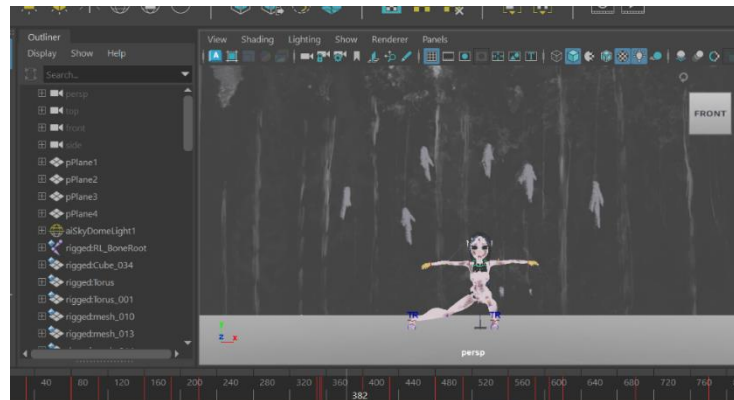 Outliner
Display Show Help
Search...
persp
top
front
side
pPlane1
pPlane2
pPlane3
pPlane4
aiSkyDomeLight1
rigged:RL_BoneRoot
rigged:Cube_034
rigged:Torus
rigged:Torus_001
rigged:mesh_010
rigged:mesh_013
View Shading Lighting Show Renderer Panels
FRONT
TR TR
z x
persp
40 80 120 160 200 240 280 320 360 400 440 480 520 560 600 640 680 720 760
382